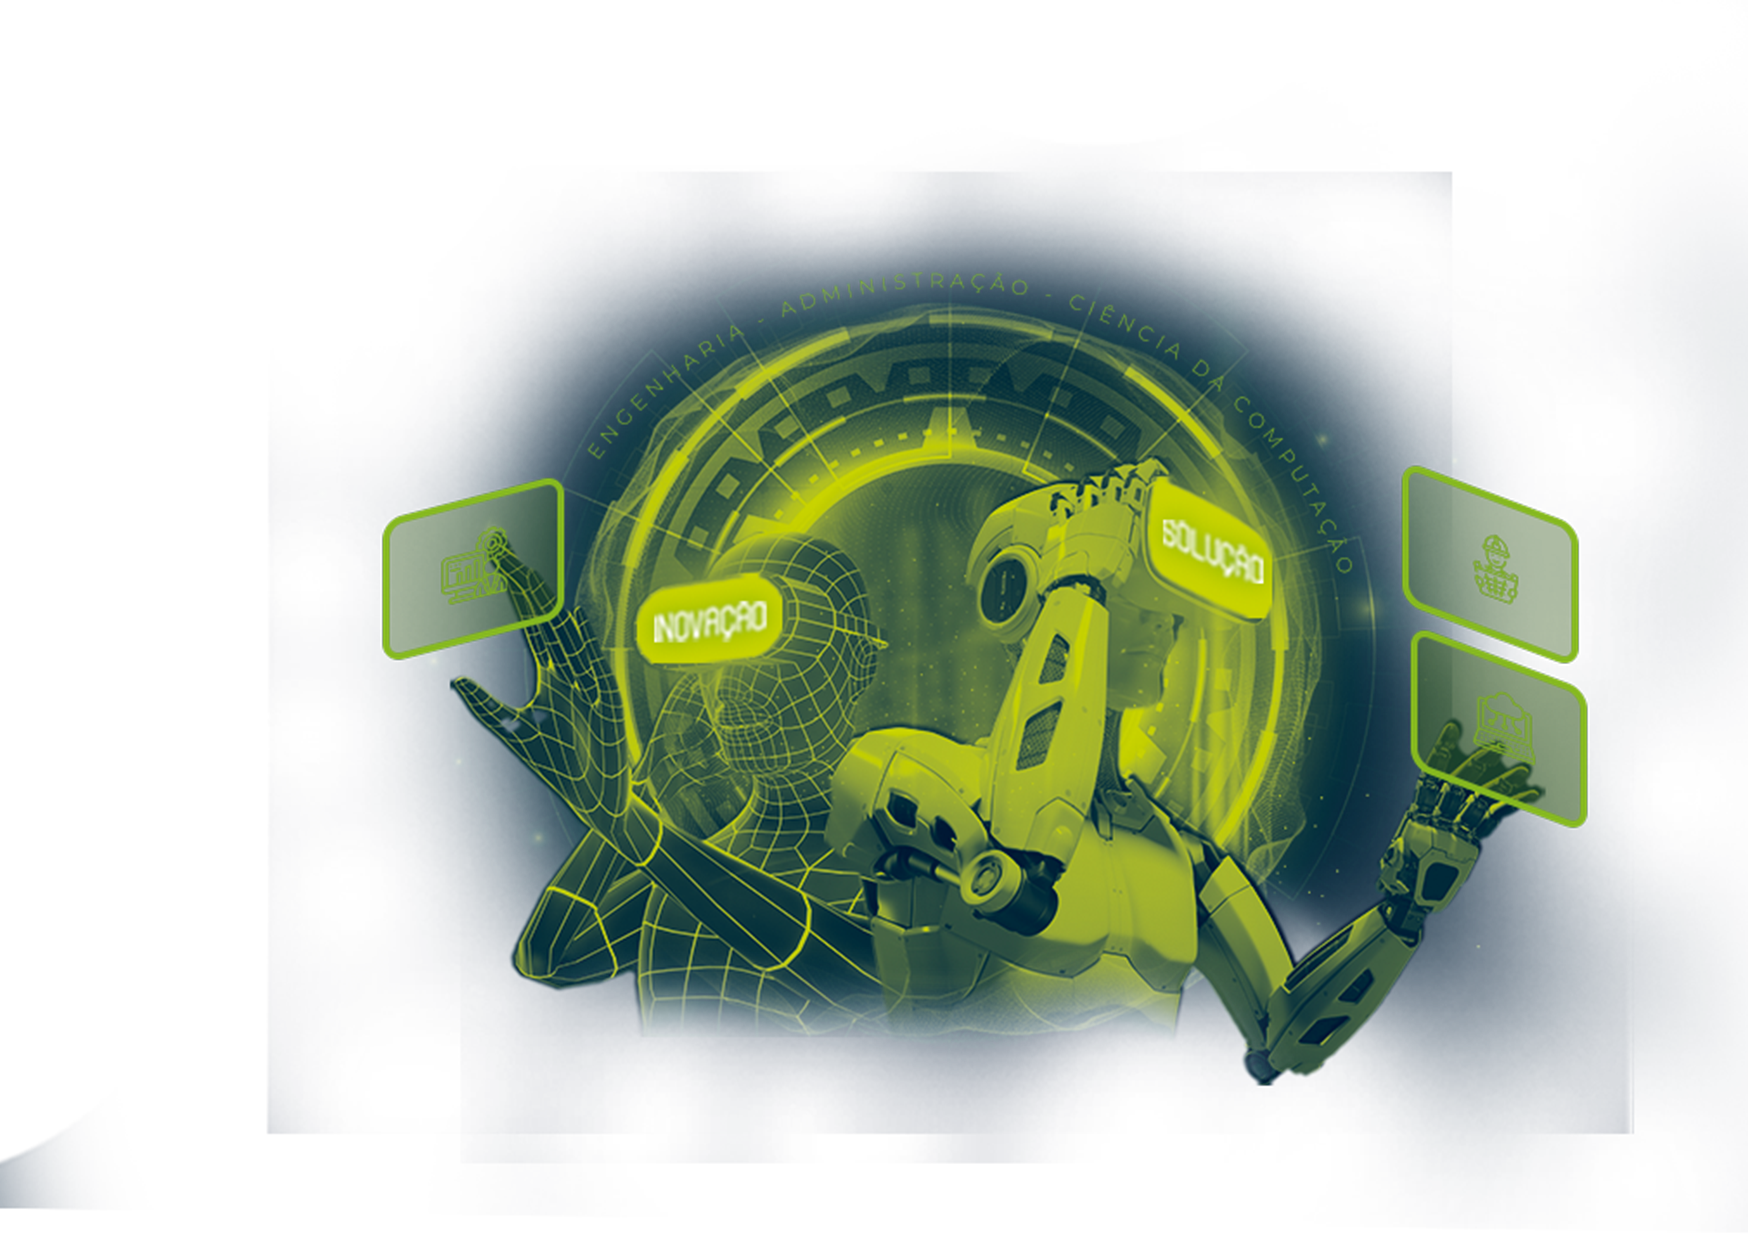 ENGENHARIA - ADMINISTRAÇÃO - CIÊNCIA DA COMPUTAÇÃO
INOVAÇÃO
SOLUÇÃO